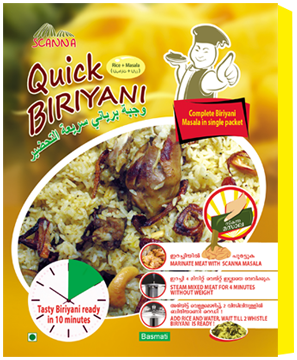 SCANNA
Quick
BIRIYANI
Rice + Masala
وجبة برياني سريعة التحضير
Complete Biriyani
Masala in single packet
MARINATE MEAT WITH SCANNA MASALA
STEAM MIXED MEAT FOR 4 MINUTES
WITHOUT WEIGHT
ADD RICE AND WATER, WAIT TILL 2 WHISTLE
BIRIYANI IS READY !
Tasty Biriyani ready
in 10 minutes
Basmati